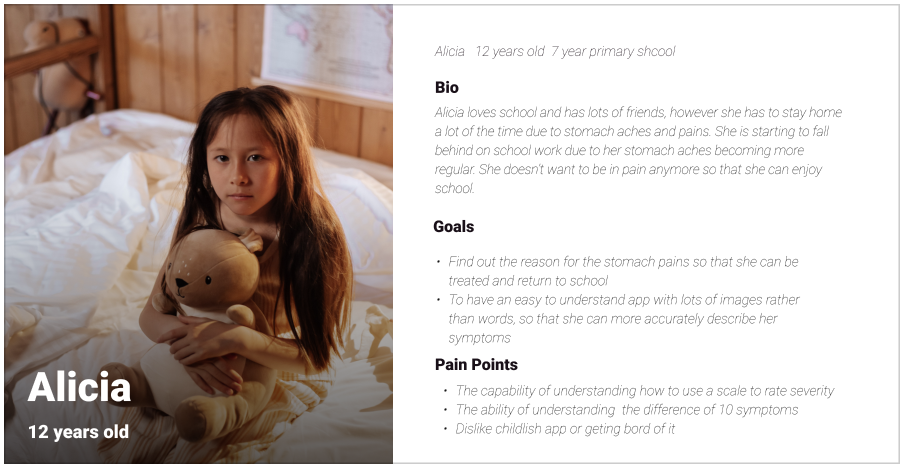 Alicia
12 years old
Alicia 12 years old 7 year primary shcool
Bio
Alicia loves school and has lots of friends, however she has to stay home
a lot of the time due to stomach aches and pains. She is starting to fall
behind on school work due to her stomach aches becoming more
regular. She doesn't want to be in pain anymore so that she can enjoy
school.
Goals
• Find out the reason for the stomach pains so that she can be
treated and return to school
• To have an easy to understand app with lots of images rather
than words, so that she can more accurately describe her
symptoms
Pain Points
• The capability of understanding how to use a scale to rate severity
• The ability of understanding the difference of 10 symptoms
• Dislike childlish app or geting bord of it